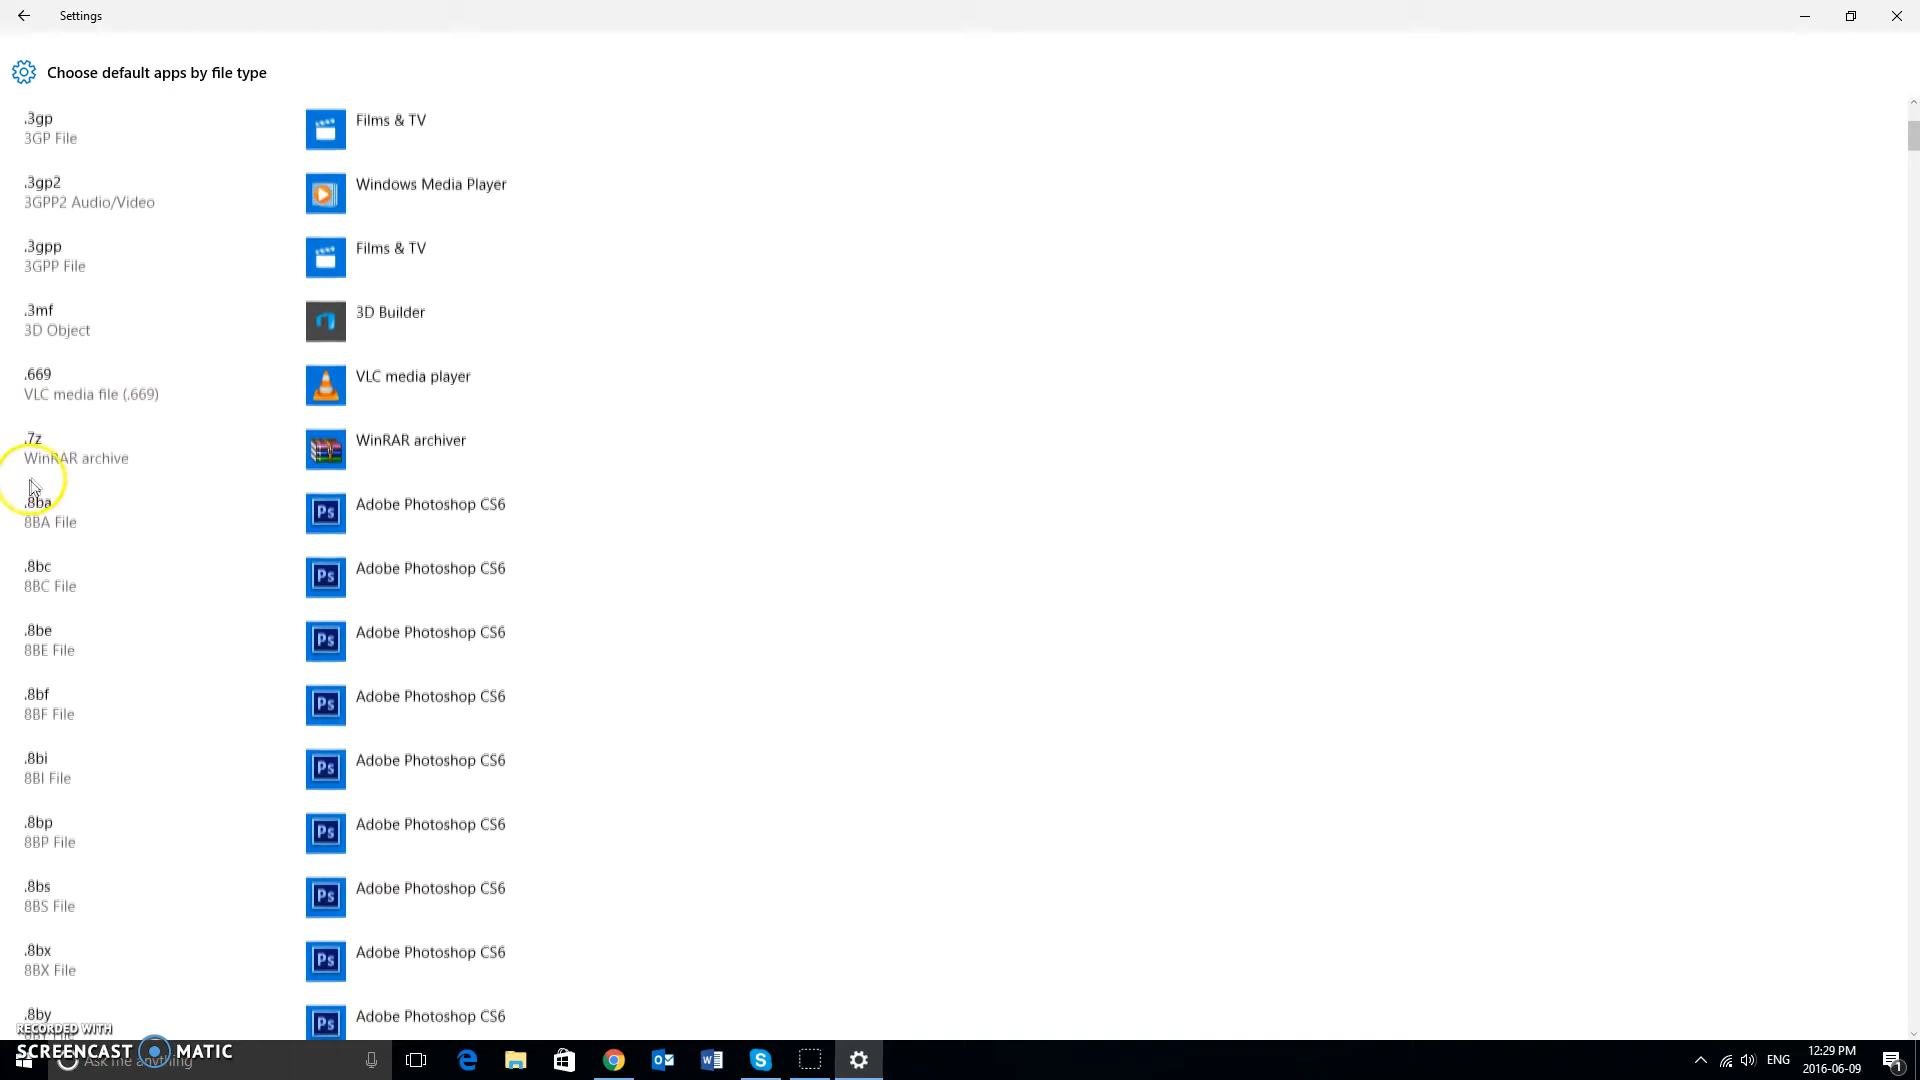 Settings
Choose default apps by file type
.3gp
3GP File
Films & TV
.3gp2
3GPP2 Audio/Video
Windows Media Player
.3gpp
3GPP File
Films & TV
.3mf
3D Object
3D Builder
.669
VLC media file (.669)
VLC media player
.7z
WinRAR archive
WinRAR archiver
.8ba
8BA File
Adobe Photoshop CS6
.8bc
8BC File
Adobe Photoshop CS6
.8be
8BE File
Adobe Photoshop CS6
.8bf
8BF File
Adobe Photoshop CS6
.8bi
8BI File
Adobe Photoshop CS6
.8bp
8BP File
Adobe Photoshop CS6
.8bs
8BS File
Adobe Photoshop CS6
.8bx
8BX File
Adobe Photoshop CS6
.8by
Adobe Photoshop CS6
RECORDED WITH
SCREENCAST MATIC
Ask me anything
ENG
12:29 PM
2016-06-09
1